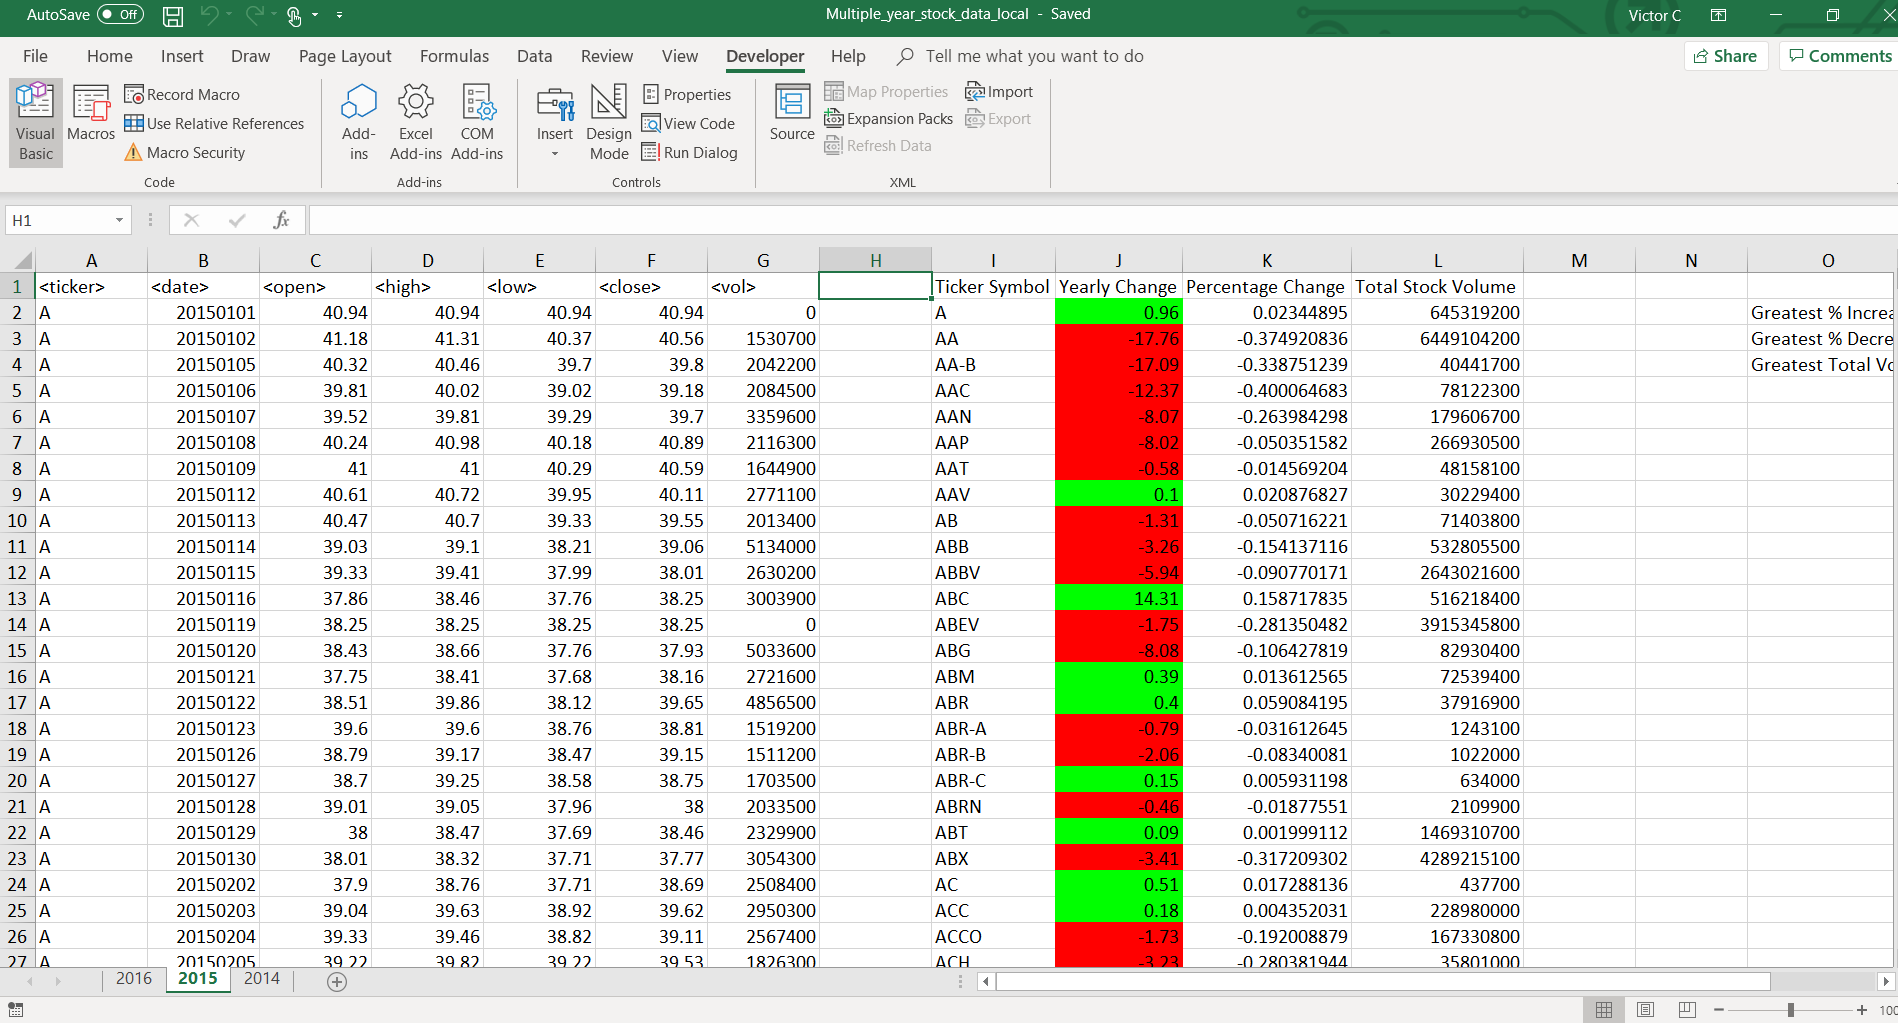 AutoSave Off Multiple_year_stock_data_local - Saved Victor C
File Home Insert Draw Page Layout Formulas Data Review View Developer Help Tell me what you want to do Share Comments
Visual Basic
Macros
Record Macro
Use Relative References
Macro Security
Code
Add-ins
Excel Add-ins
COM Add-ins
Add-ins
Insert
Design Mode
Properties
View Code
Run Dialog
Controls
Source
Map Properties
Expansion Packs
Refresh Data
Import
Export
XML
H1 fx
A B C D E F G H I J K L M N O
1 <ticker> <date> <open> <high> <low> <close> <vol> Ticker Symbol Yearly Change Percentage Change Total Stock Volume
2 A 20150101 40.94 40.94 40.94 40.94 0 A 0.96 0.02344895 645319200 Greatest % Increa
3 A 20150102 41.18 41.31 40.37 40.56 1530700 AA -17.76 -0.374920836 6449104200 Greatest % Decre
4 A 20150105 40.32 40.46 39.7 39.8 2042200 AA-B -17.09 -0.338751239 40441700 Greatest Total Vo
5 A 20150106 39.81 40.02 39.02 39.18 2084500 AAC -12.37 -0.400064683 78122300
6 A 20150107 39.52 39.81 39.29 39.7 3359600 AAN -8.07 -0.263984298 179606700
7 A 20150108 40.24 40.98 40.18 40.89 2116300 AAP -8.02 -0.050351582 266930500
8 A 20150109 41 41 40.29 40.59 1644900 AAT -0.58 -0.014569204 48158100
9 A 20150112 40.61 40.72 39.95 40.11 2771100 AAV 0.1 0.020876827 30229400
10 A 20150113 40.47 40.7 39.33 39.55 2013400 AB -1.31 -0.050716221 71403800
11 A 20150114 39.03 39.1 38.21 39.06 5134000 ABB -3.26 -0.154137116 532805500
12 A 20150115 39.33 39.41 37.99 38.01 2630200 ABBV -5.94 -0.090770171 2643021600
13 A 20150116 37.86 38.46 37.76 38.25 3003900 ABC 14.31 0.158717835 516218400
14 A 20150119 38.25 38.25 38.25 38.25 0 ABEV -1.75 -0.281350482 3915345800
15 A 20150120 38.43 38.66 37.76 37.93 5033600 ABG -8.08 -0.106427819 82930400
16 A 20150121 37.75 38.41 37.68 38.16 2721600 ABM 0.39 0.013612565 72539400
17 A 20150122 38.51 39.86 38.12 39.65 4856500 ABR 0.4 0.059084195 37916900
18 A 20150123 39.6 39.6 38.76 38.81 1519200 ABR-A -0.79 -0.031612645 1243100
19 A 20150126 38.79 39.17 38.47 39.15 1511200 ABR-B -2.06 -0.08340081 1022000
20 A 20150127 38.7 39.25 38.58 38.75 1703500 ABR-C 0.15 0.005931198 634000
21 A 20150128 39.01 39.05 37.96 38 2033500 ABRN -0.46 -0.01877551 2109900
22 A 20150129 38 38.47 37.69 38.46 2329900 ABT 0.09 0.001999112 1469310700
23 A 20150130 38.01 38.32 37.71 37.77 3054300 ABX -3.41 -0.317209302 4289215100
24 A 20150202 37.9 38.76 37.71 38.69 2508400 AC 0.51 0.017288136 437700
25 A 20150203 39.04 39.63 38.92 39.62 2950300 ACC 0.18 0.004352031 228980000
26 A 20150204 39.33 39.46 38.82 39.11 2567400 ACCO -1.73 -0.192008879 167330800
27 A 20150205 39.22 39.82 39.22 39.53 1826300 ACH -3.23 -0.280381944 35801000
2016 2015 2014
100